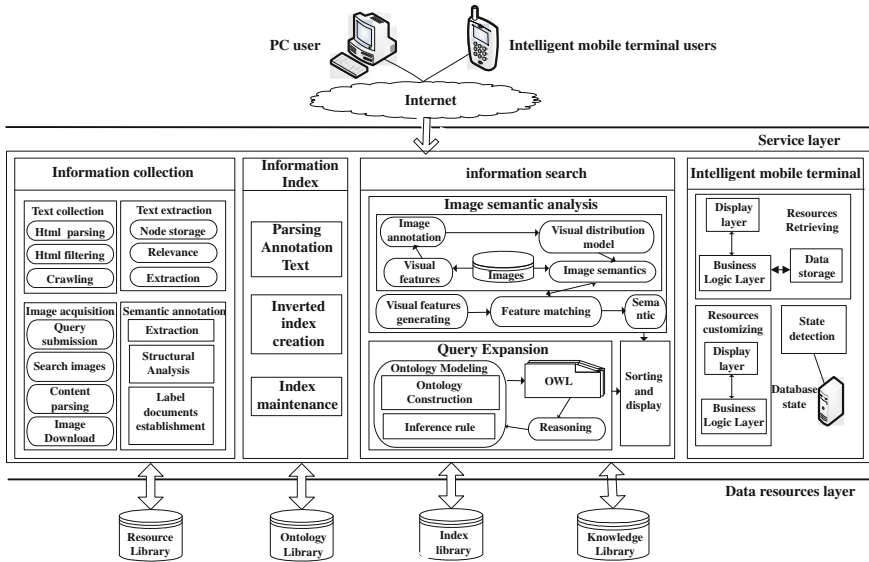 PC user
Intelligent mobile terminal users
Internet
Service layer
Information collection
Text collection
Html parsing
Html filtering
Crawling
Text extraction
Node storage
Relevance
Extraction
Image acquisition
Query
submission
Search images
Content
parsing
Image
Download
Semantic annotation
Extraction
Structural
Analysis
Label
documents
establishment
Information
Index
Parsing
Annotation
Text
Inverted
index
creation
Index
maintenance
information search
Image semantic analysis
Image
annotation
Visual distribution
model
Visual
features
Images
Image semantics
Visual features
generating
Feature matching
Sema
ntic
Query Expansion
Ontology Modeling
Ontology
Construction
Inference rule
OWL
Reasoning
Sorting
and
display
Intelligent mobile terminal
Display
layer
Resources
Retrieving
Business
Logic Layer
Data
storage
Resources
customizing
Display
layer
Business
Logic Layer
State
detection
Database
state
Data resources layer
Resource
Library
Ontology
Library
Index
library
Knowledge
Library